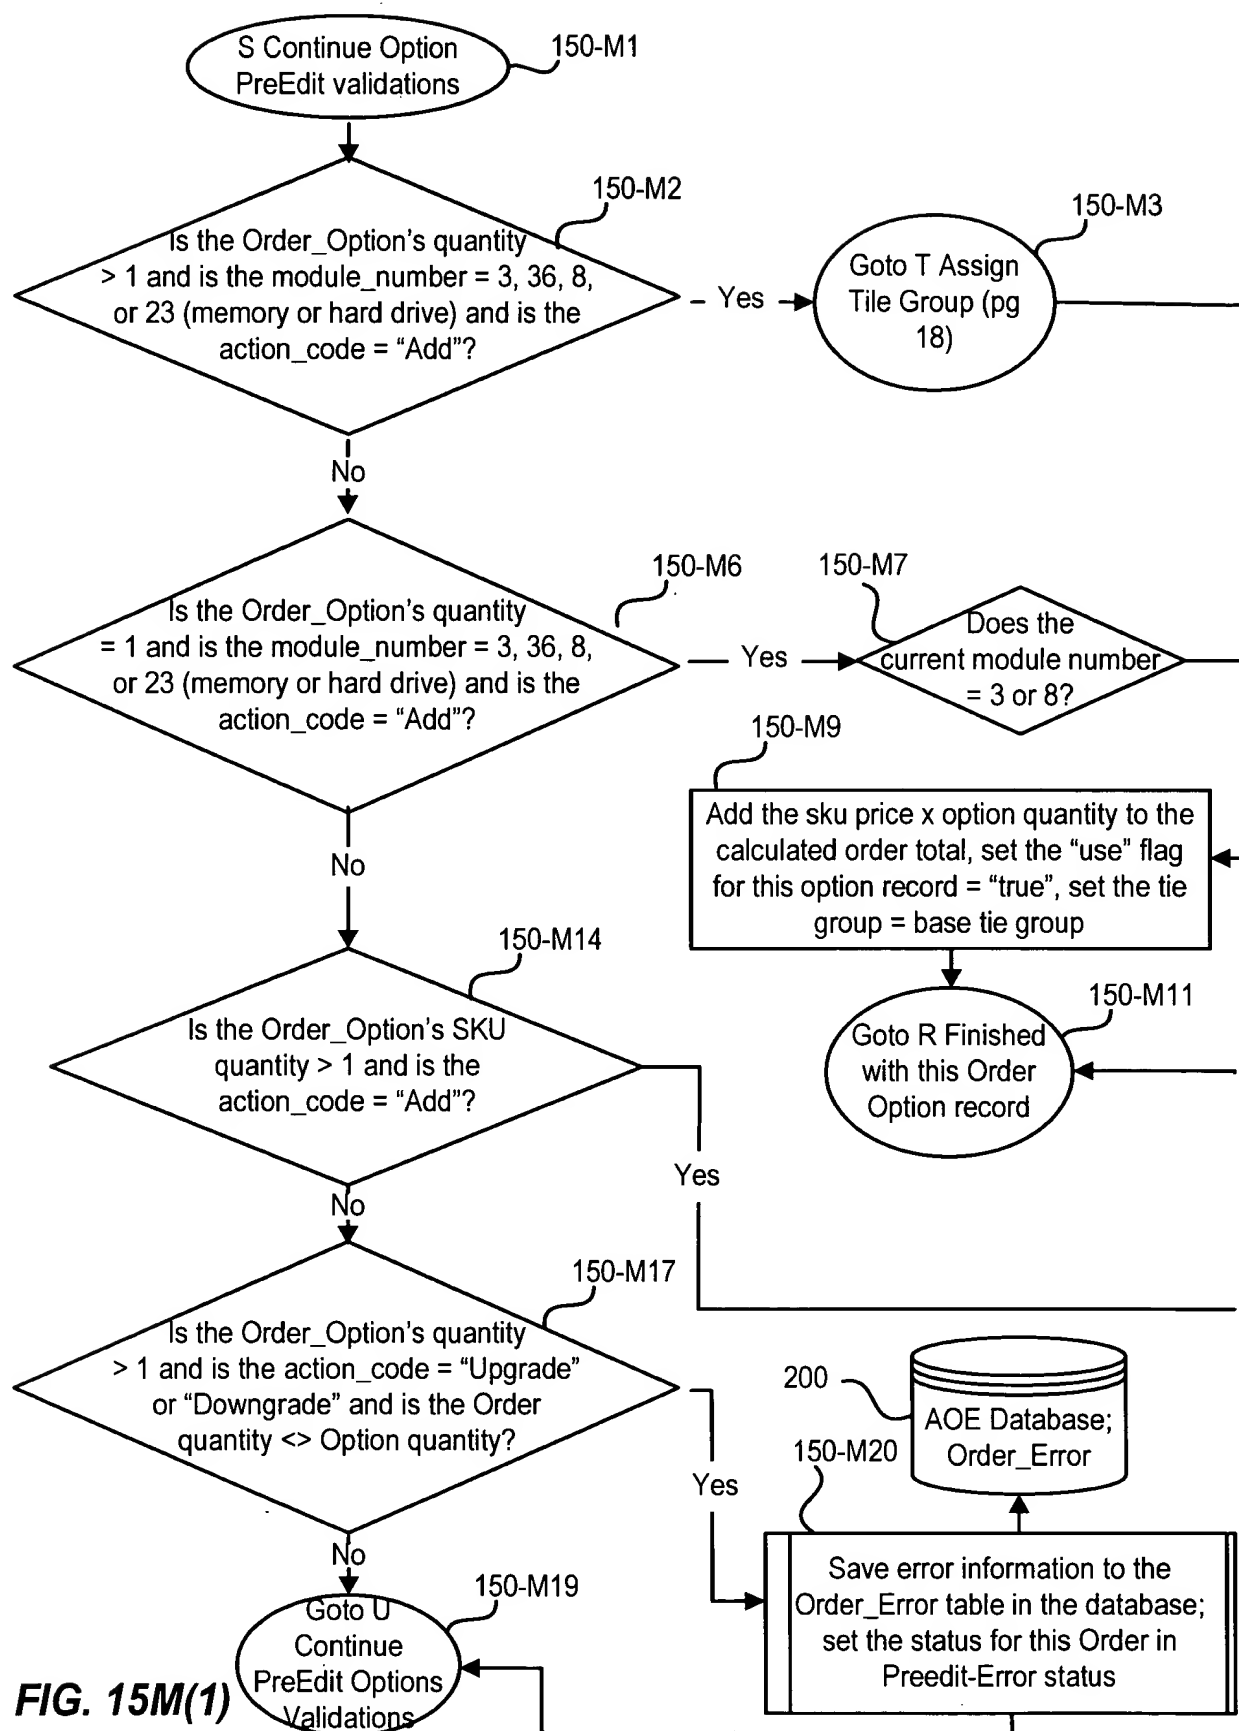 S Continue Option
PreEdit validations
150-M1
150-M2
Is the Order_Option's quantity
> 1 and is the module_number = 3, 36, 8,
or 23 (memory or hard drive) and is the
action_code = “Add”?
Yes
150-M3
Goto T Assign
Tile Group (pg
18)
No
150-M6
Is the Order_Option's quantity
= 1 and is the module_number = 3, 36, 8,
or 23 (memory or hard drive) and is the
action_code = “Add”?
Yes
150-M7
Does the
current module number
= 3 or 8?
150-M9
Add the sku price x option quantity to the
calculated order total, set the “use” flag
for this option record = “true”, set the tie
group = base tie group
No
150-M14
Is the Order_Option's SKU
quantity > 1 and is the
action_code = “Add”?
150-M11
Goto R Finished
with this Order
Option record
Yes
No
150-M17
Is the Order_Option's quantity
> 1 and is the action_code = “Upgrade”
or “Downgrade” and is the Order
quantity <> Option quantity?
Yes
200
AOE Database;
Order_Error
150-M20
Save error information to the
Order_Error table in the database;
set the status for this Order in
Preedit-Error status
No
150-M19
Goto U
Continue
PreEdit Options
Validations
FIG. 15M(1)